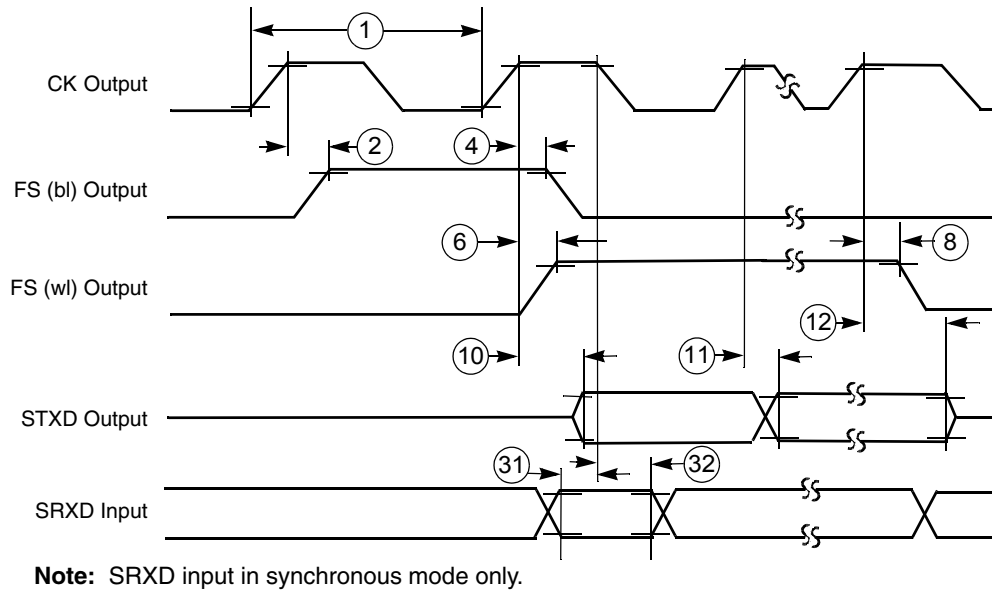 1
CK Output
2
4
FS (bl) Output
6
8
FS (wl) Output
10
11
12
STXD Output
31
32
SRXD Input
Note: SRXD input in synchronous mode only.